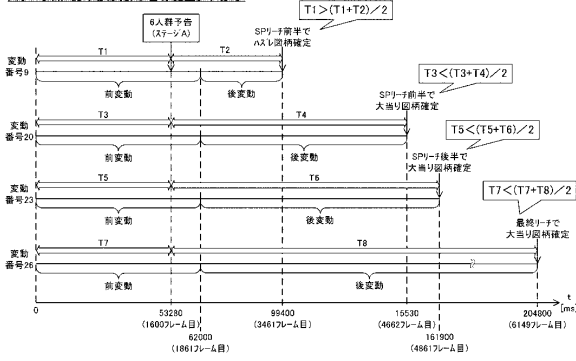 T1>(T1+T2)/2
6人群予告
(ステージA)
SPリーチ前半で
ハズレ図柄確定
変動
番号9
T1
T2
前変動
後変動
T3<(T3+T4)/2
SPリーチ前半で
大当り図柄確定
変動
番号20
T3
T4
前変動
後変動
T5<(T5+T6)/2
SPリーチ後半で
大当り図柄確定
変動
番号23
T5
T6
前変動
後変動
T7<(T7+T8)/2
最終リーチで
大当り図柄確定
変動
番号26
T7
T8
前変動
後変動
t
[ms]
0
53280
(1600フレーム目)
62000
(1861フレーム目)
99400
(3461フレーム目)
15530
(4662フレーム目)
161900
(4861フレーム目)
204800
(6149フレーム目)